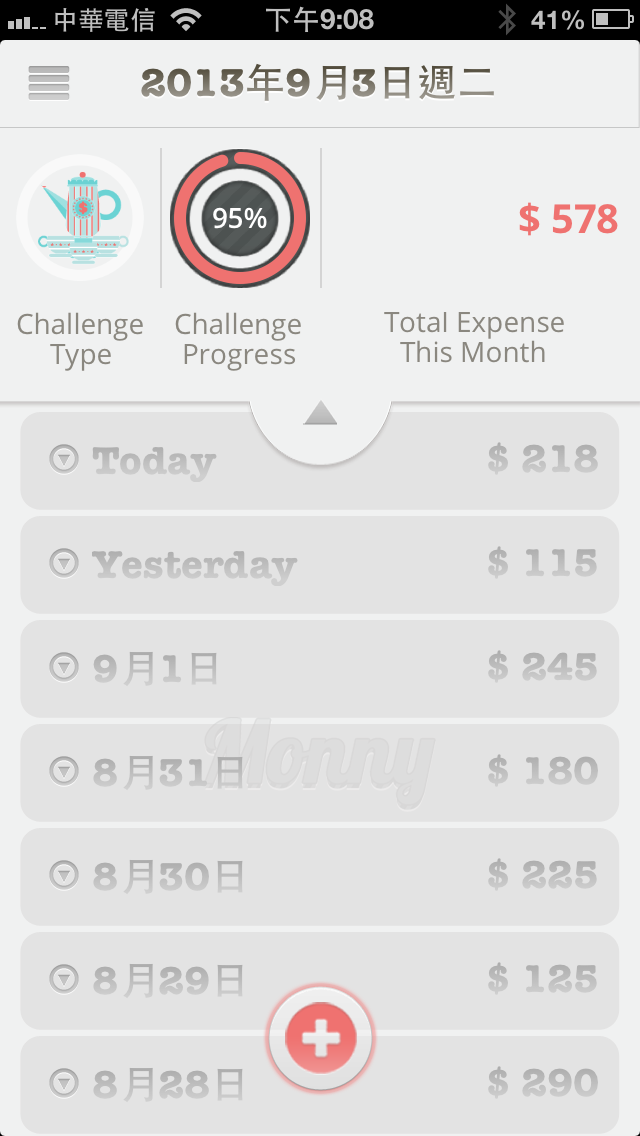 中華電信 下午9:08 41%
2013年9月3日週二
$
95%
$ 578
Challenge Type
Challenge Progress
Total Expense This Month
Today $ 218
Yesterday $ 115
9月1日 $ 245
Monny
8月31日 $ 180
8月30日 $ 225
8月29日 $ 125
8月28日 $ 290